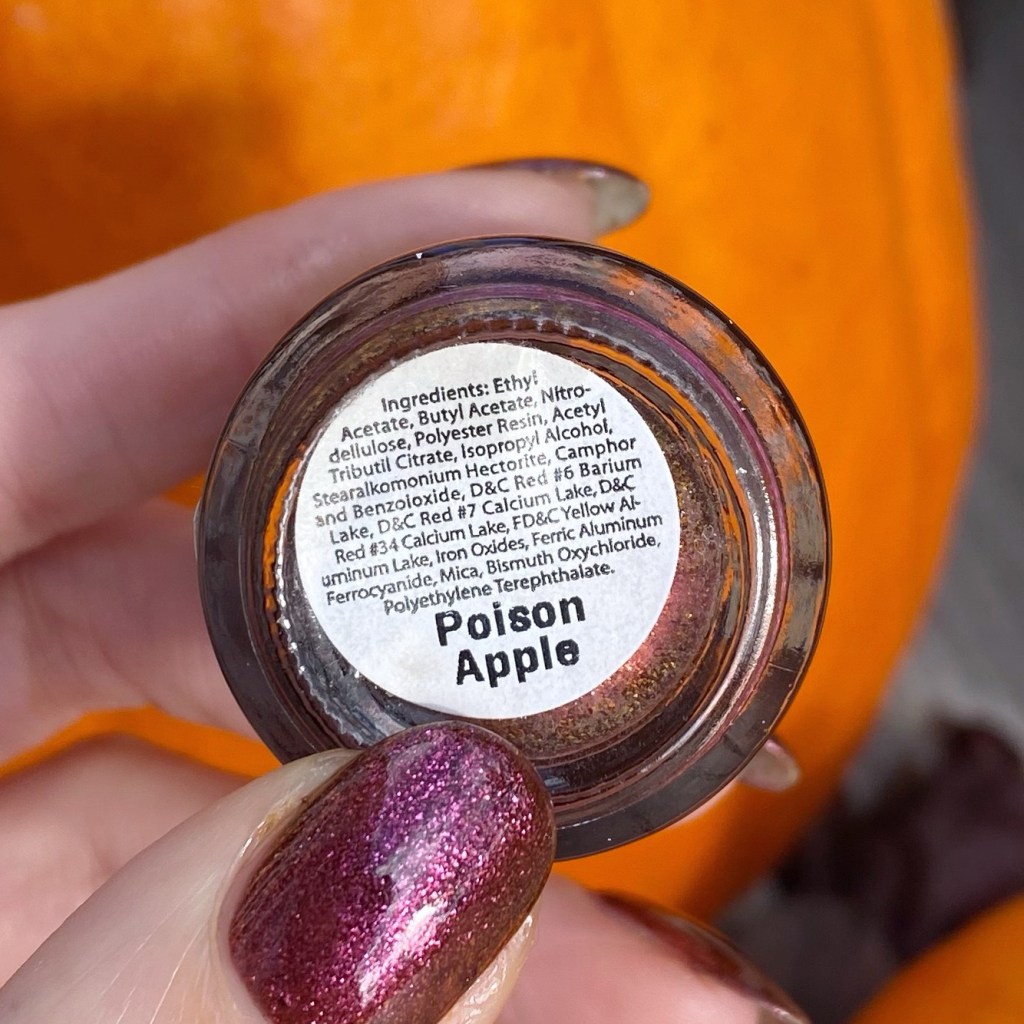 Ingredients: Ethyl
Acetate, Butyl Acetate, Nitro-
dellulose, Polyester Resin, Acetyl
Tributil Citrate, Isopropyl Alcohol,
Stearalkomonium Hectorite, Camphor
and Benzoioxide, D&C Red #6 Barium
Lake, D&C Red #7 Calcium Lake, D&C
Red #34 Calcium Lake, FD&C Yellow Al-
uminum Lake, Iron Oxides, Ferric Aluminum
Ferrocyanide, Mica, Bismuth Oxychloride,
Polyethylene Terephthalate.
Poison
Apple